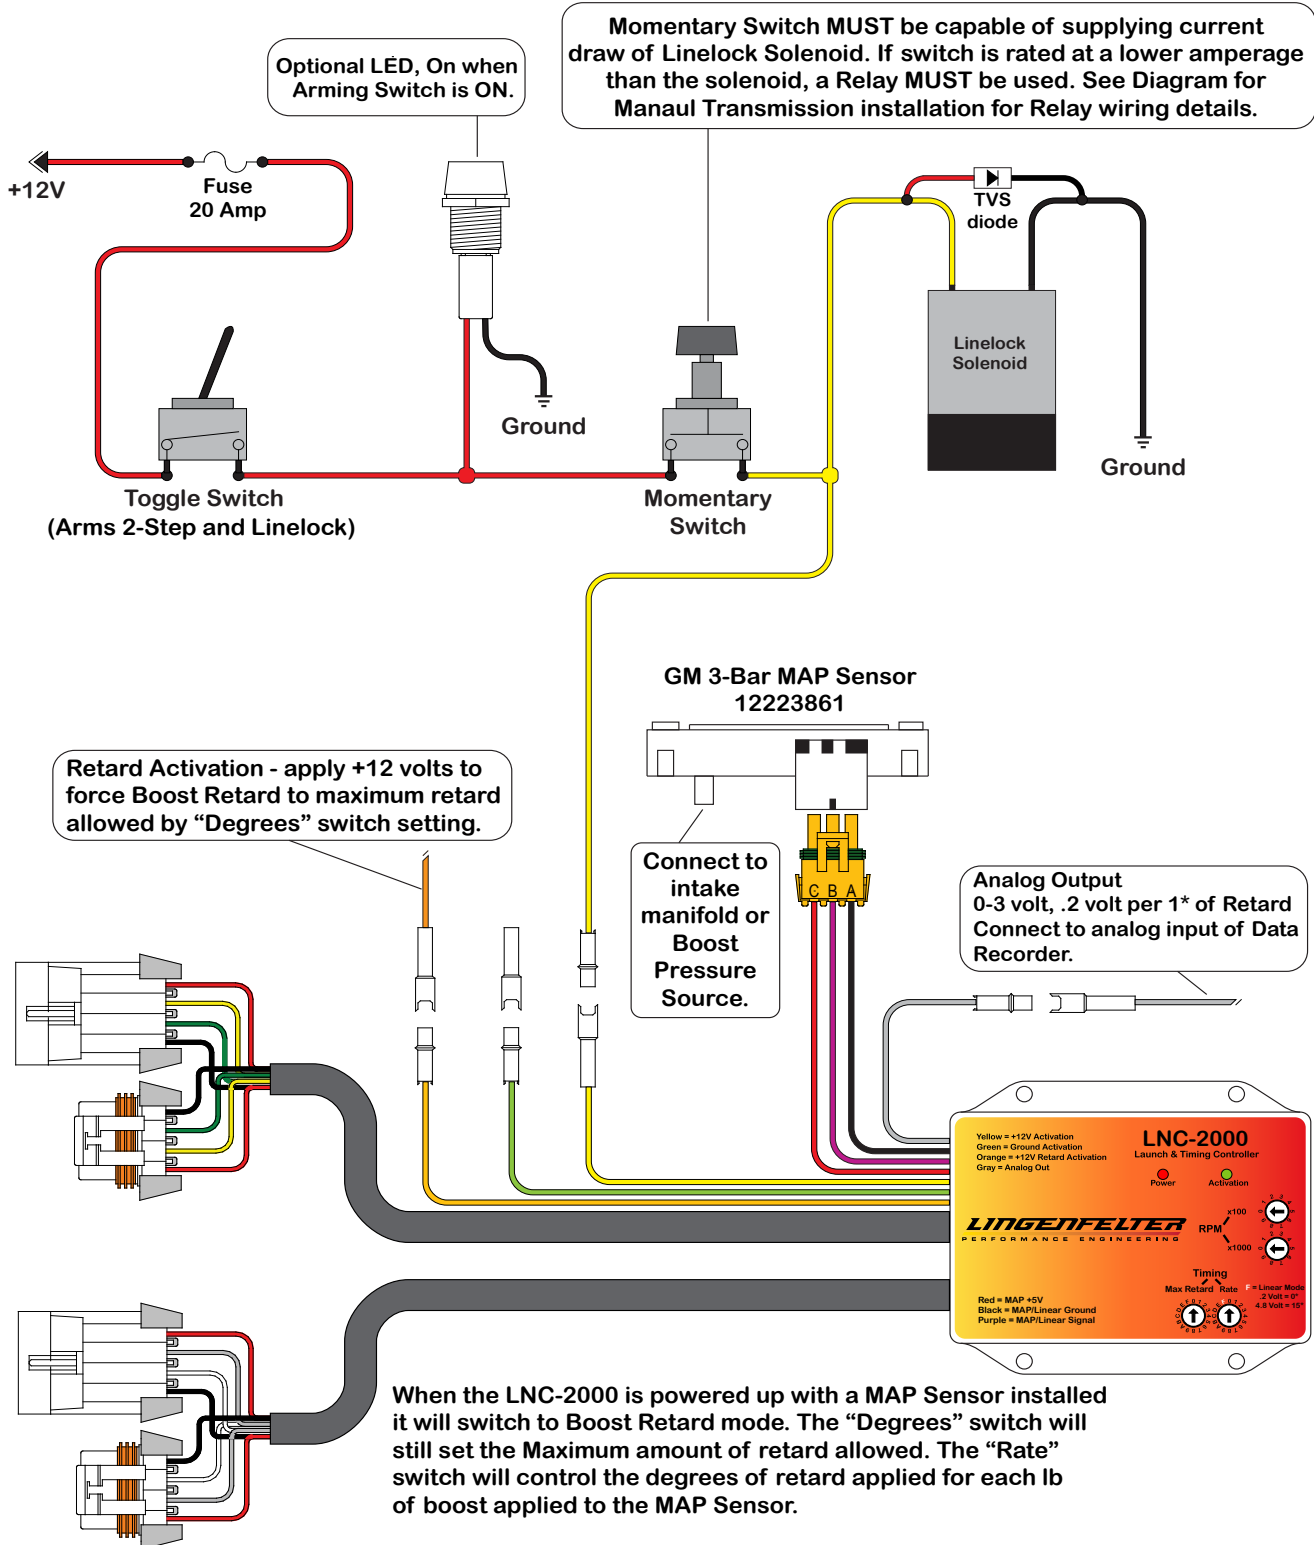 Momentary Switch MUST be capable of supplying current
draw of Linelock Solenoid. If switch is rated at a lower amperage
than the solenoid, a Relay MUST be used. See Diagram for
Manaul Transmission installation for Relay wiring details.
Optional LED, On when
Arming Switch is ON.
+12V
Fuse
20 Amp
TVS
diode
Linelock
Solenoid
Ground
Ground
Toggle Switch
(Arms 2-Step and Linelock)
Momentary
Switch
GM 3-Bar MAP Sensor
12223861
Retard Activation - apply +12 volts to
force Boost Retard to maximum retard
allowed by “Degrees” switch setting.
Connect to
intake
manifold or
Boost
Pressure
Source.
C B A
Analog Output
0-3 volt, .2 volt per 1* of Retard
Connect to analog input of Data
Recorder.
Yellow = +12V Activation
Green = Ground Activation
Orange = +12V Retard Activation
Gray = Analog Out
LNC-2000
Launch & Timing Controller
Power
Activation
LINGENFELTER
PERFORMANCE ENGINEERING
RPM
x100
x1000
Timing
Max Retard
Rate
F = Linear Mode
.2 Volt = 0°
4.8 Volt = 15°
Red = MAP +5V
Black = MAP/Linear Ground
Purple = MAP/Linear Signal
When the LNC-2000 is powered up with a MAP Sensor installed
it will switch to Boost Retard mode. The “Degrees” switch will
still set the Maximum amount of retard allowed. The “Rate”
switch will control the degrees of retard applied for each lb
of boost applied to the MAP Sensor.